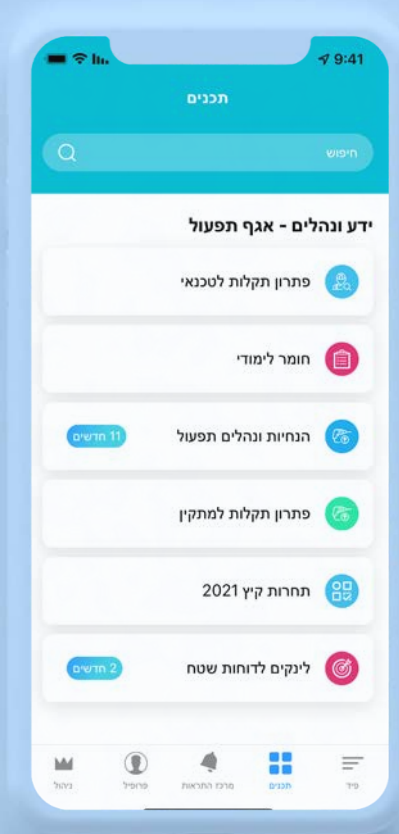 9:41
תכנים
חיפוש
ידע ונהלים - אגף תפעול
פתרון תקלות לטכנאי
חומר לימודי
הנחיות ונהלים תפעול
11 חדשים
פתרון תקלות למתקין
תחרות קיץ 2021
לינקים לדוחות שטח
2 חדשים
פיד
תכנים
מרכז התראות
פרופיל
ניהול